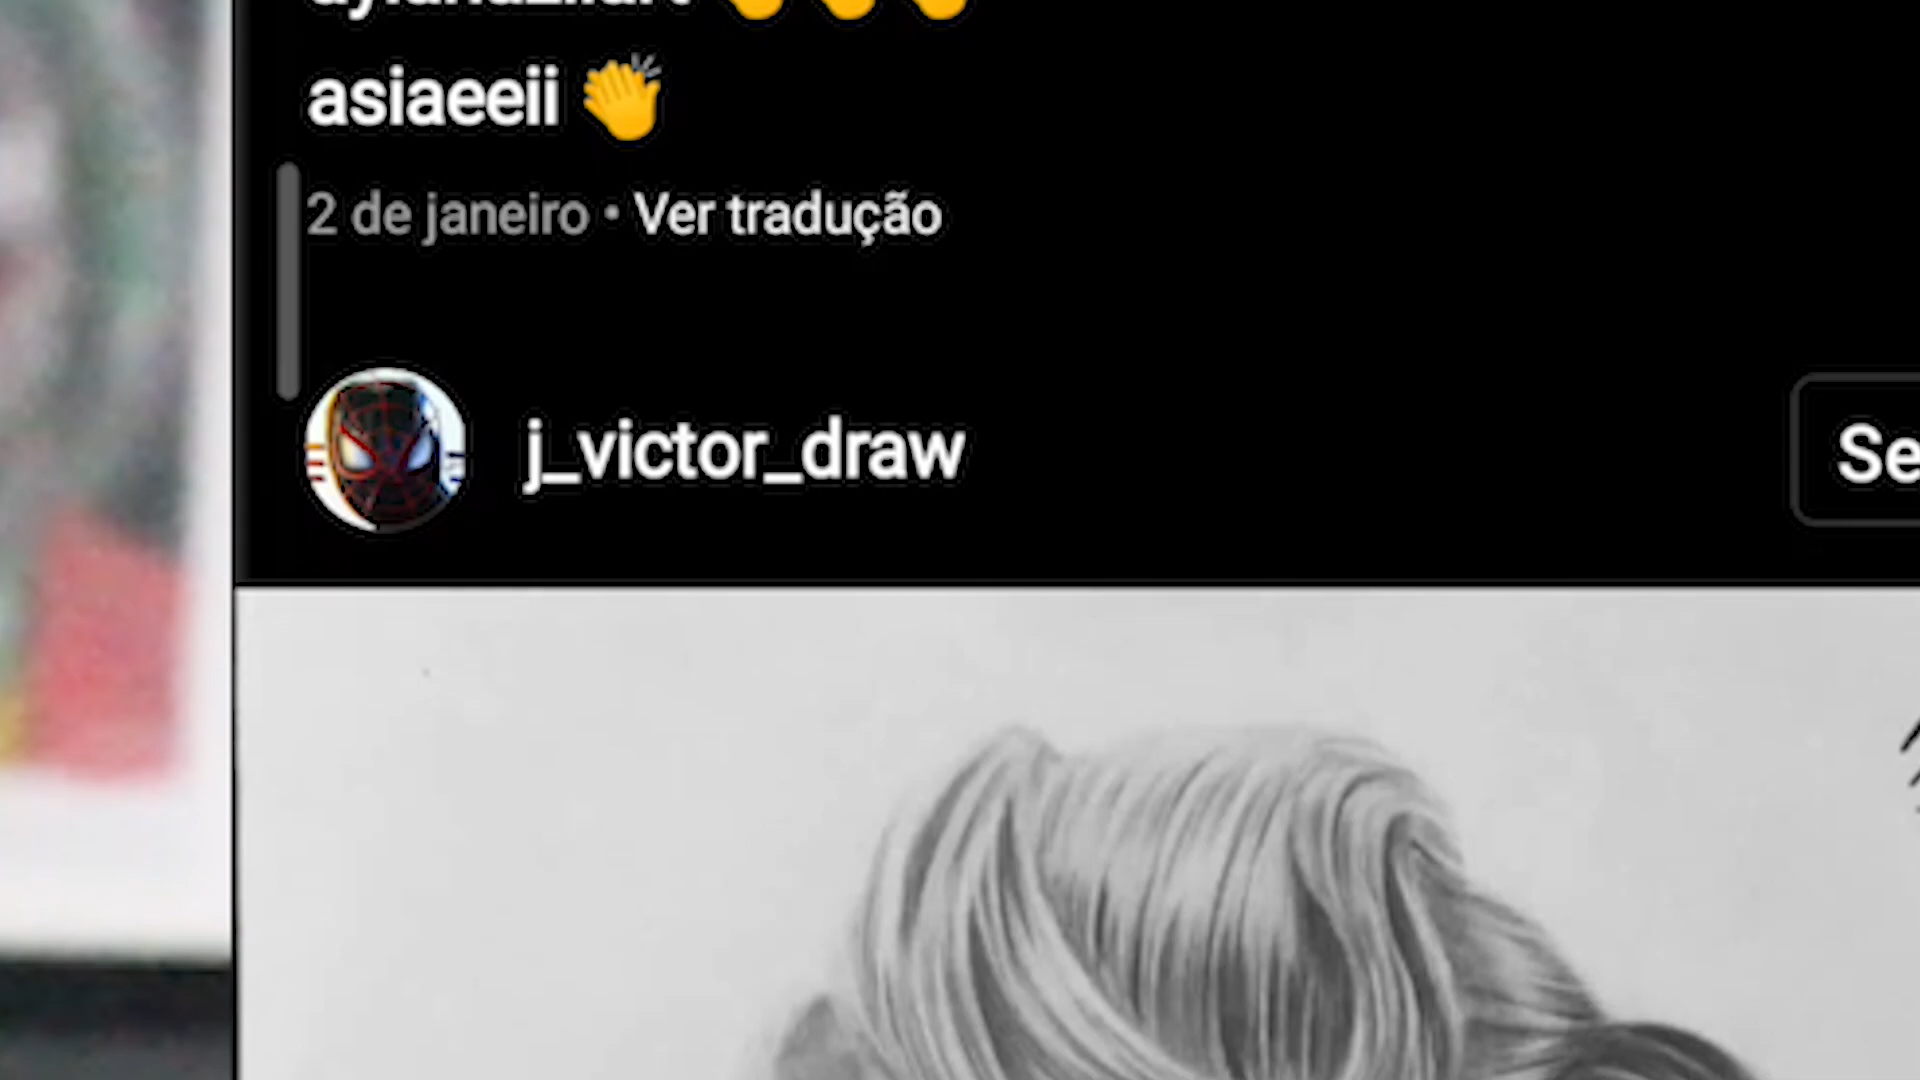 asiaeeii 👏
2 de janeiro • Ver tradução
j_victor_draw